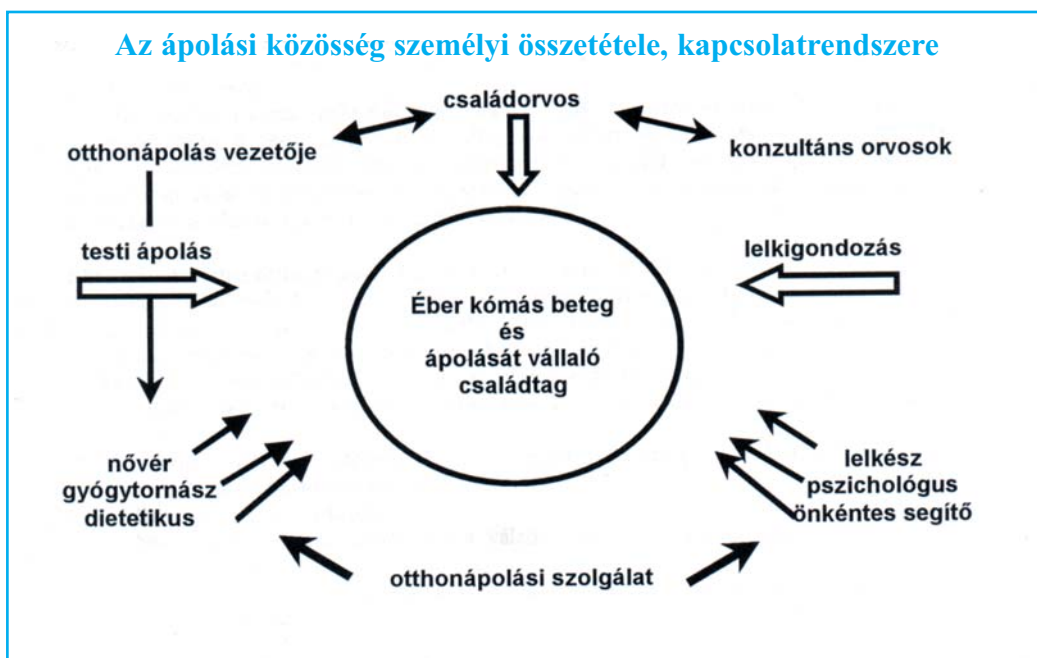 Az ápolási közösség személyi összetétele, kapcsolatrendszere
családorvos
otthonápolás vezetője
konzultáns orvosok
testi ápolás
lelkigondozás
Éber kómás beteg
és
ápolását vállaló
családtag
nővér
gyógytornász
dietetikus
lelkész
pszichológus
önkéntes segítő
otthonápolási szolgálat